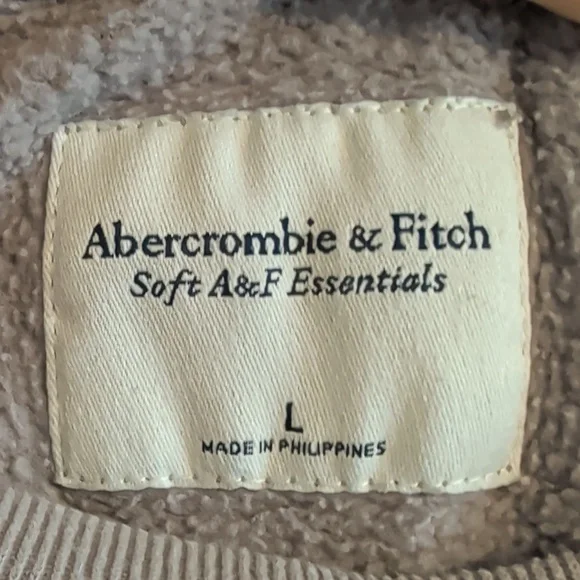 Abercrombie & Fitch
Soft A&F Essentials
L
MADE IN PHILIPPINES